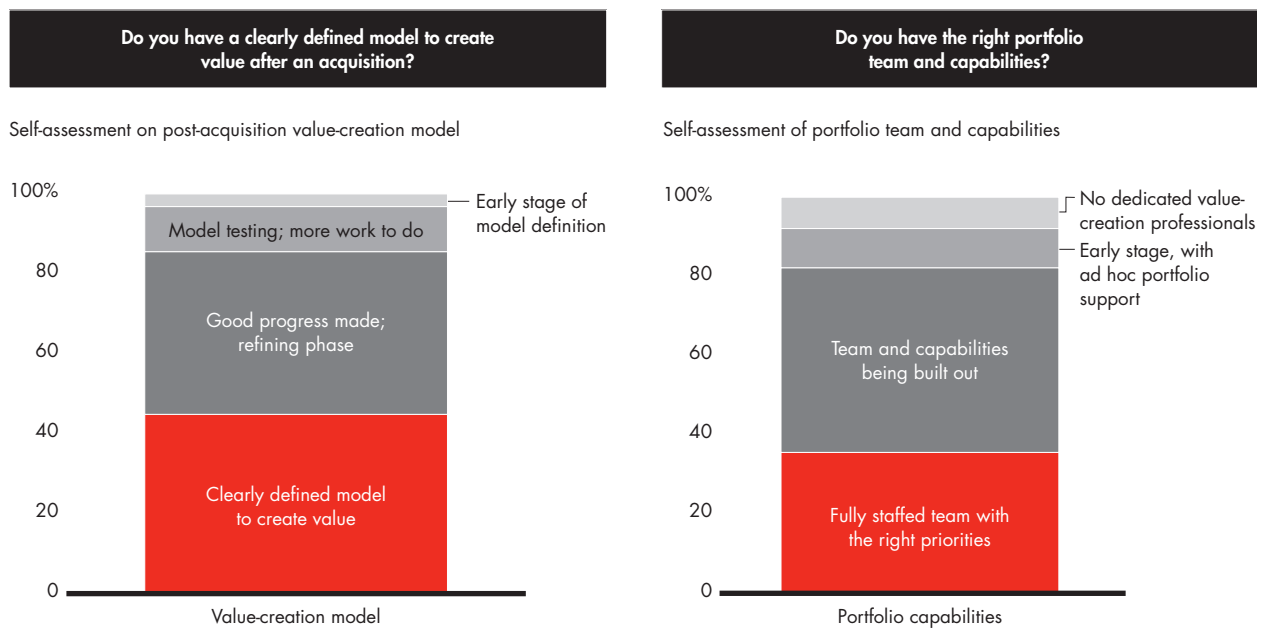 Do you have a clearly defined model to create
value after an acquisition?
Self-assessment on post-acquisition value-creation model
100%
80
60
40
20
0
Early stage of
model definition
Model testing; more work to do
Good progress made;
refining phase
Clearly defined model
to create value
Value-creation model
Do you have the right portfolio
team and capabilities?
Self-assessment of portfolio team and capabilities
100%
80
60
40
20
0
No dedicated value-
creation professionals
Early stage, with
ad hoc portfolio
support
Team and capabilities
being built out
Fully staffed team with
the right priorities
Portfolio capabilities